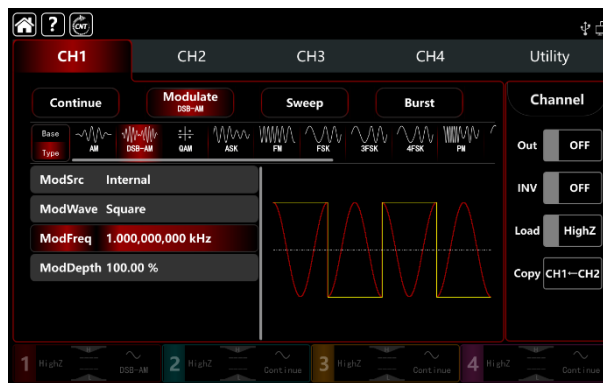 ? CNT
CH1 CH2 CH3 CH4 Utility
Continue Modulate Sweep Burst Channel
DSB-AM
Base
Type AM DSB-AM QAM ASK FM FSK 3FSK 4FSK PM
Out OFF
ModSrc Internal
INV OFF
ModWave Square
Load HighZ
ModFreq 1.000,000,000 kHz
ModDepth 100.00 %
Copy CH1←CH2
1 HighZ DSB-AM 2 HighZ Continue 3 HighZ Continue 4 HighZ Continue